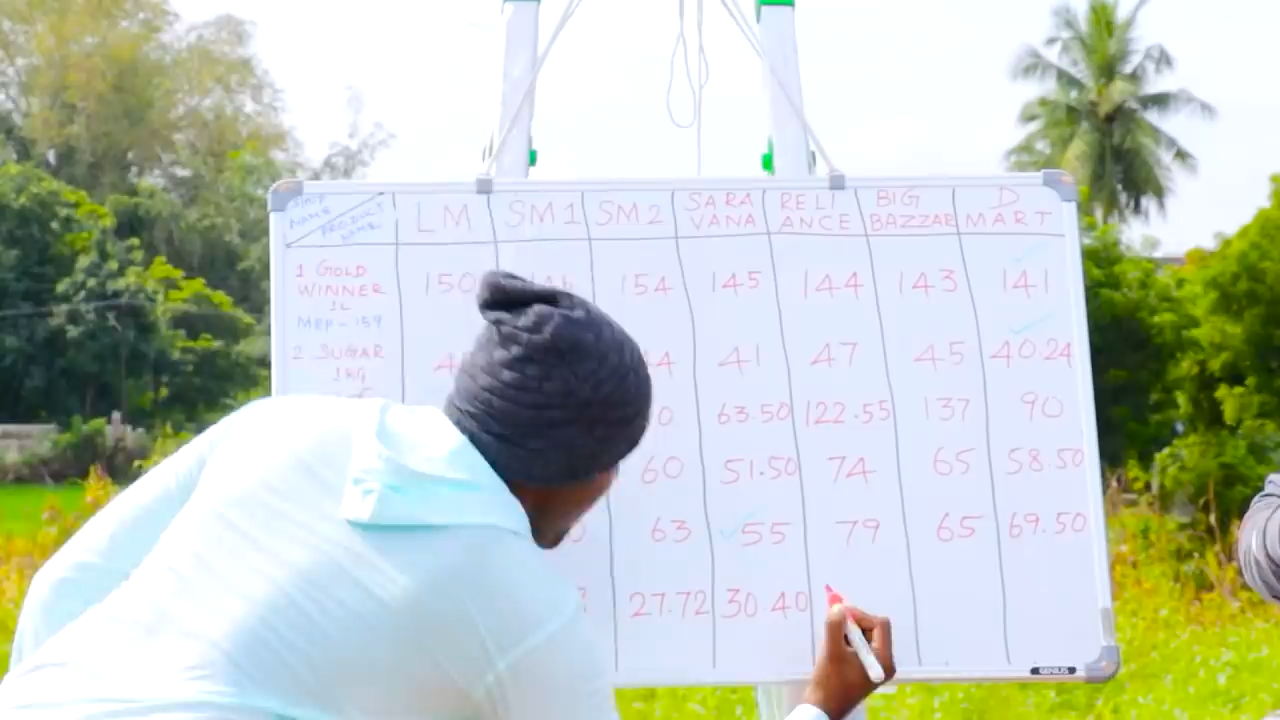 SHOP NAME PRODUCT NAME LM SM1 SM2 SARA VANA RELI ANCE BIG BAZZAR D MART
1 GOLD WINNER 1L MRP-159 150 154 145 144 143 141
2 SUGAR 1KG 41 47 45 40.24
63.50 122.55 137 90
60 51.50 74 65 58.50
63 55 79 65 69.50
27.72 30.40
GENIUS